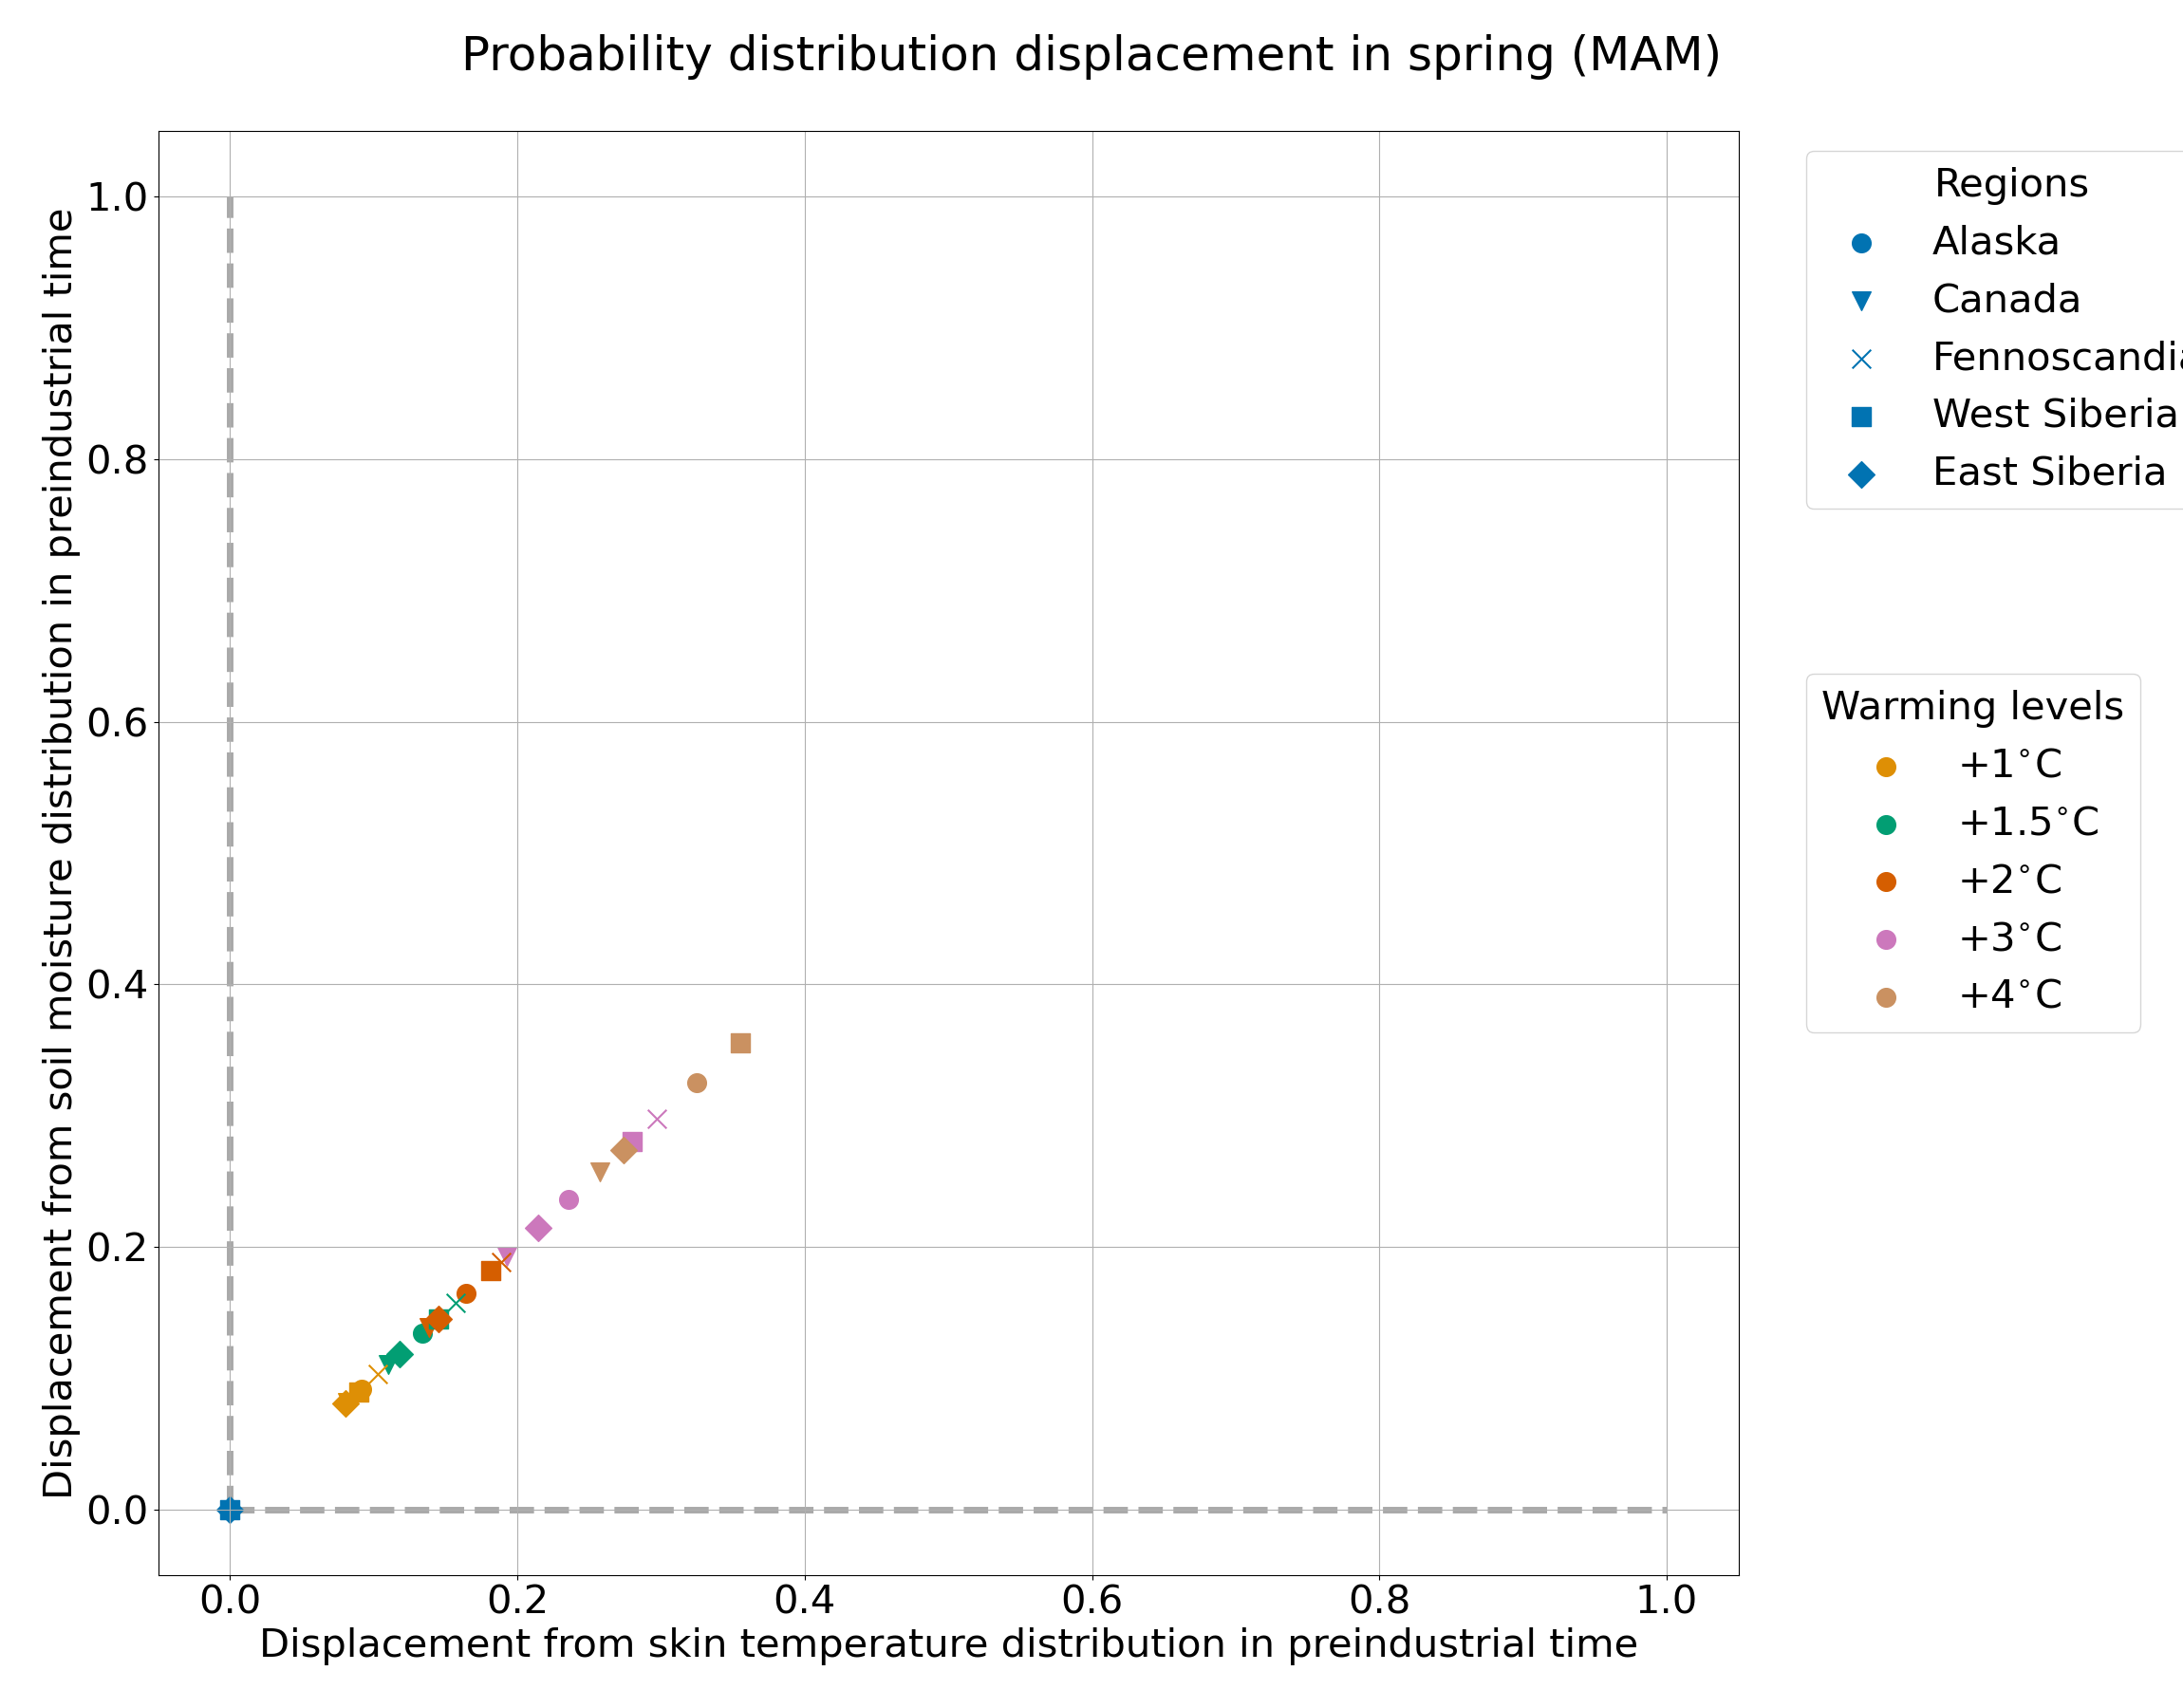 Probability distribution displacement in spring (MAM)
Displacement from soil moisture distribution in preindustrial time
1.0
0.8
0.6
0.4
0.2
0.0
0.0 0.2 0.4 0.6 0.8 1.0
Displacement from skin temperature distribution in preindustrial time
Regions
Alaska
Canada
Fennoscandia
West Siberia
East Siberia
Warming levels
+1°C
+1.5°C
+2°C
+3°C
+4°C